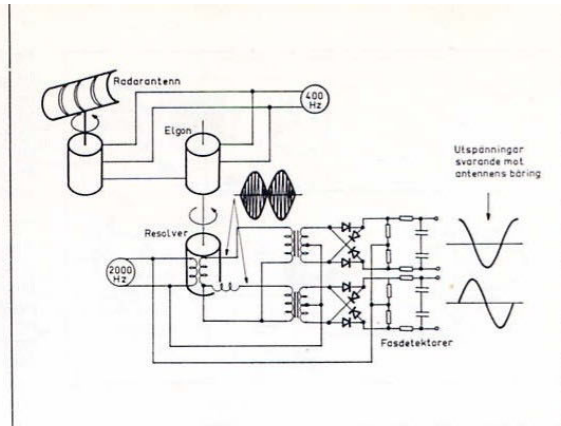 Radarantenn
400
Hz
Elgon
Utspänningar
svarande mot
antennens bäring
Resolver
2000
Hz
Fasdetektorer